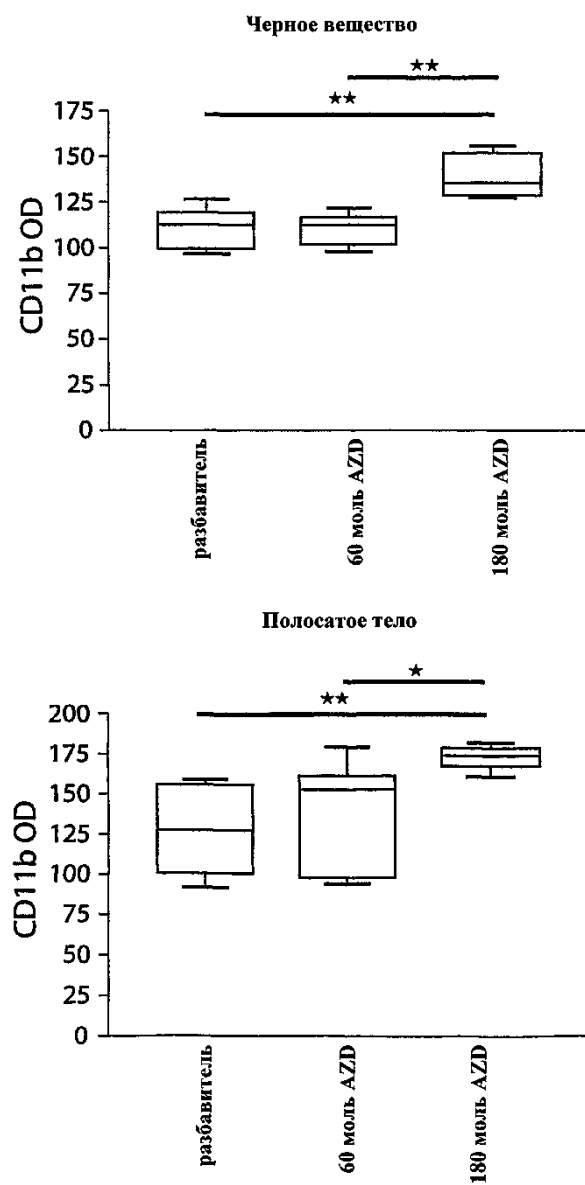 Черное вещество
★★
★★
175
150
125
100
75
50
25
0
CD11b OD
разбавитель
60 моль AZD
180 моль AZD
Полосатое тело
★
★★
200
175
150
125
100
75
50
25
0
CD11b OD
разбавитель
60 моль AZD
180 моль AZD